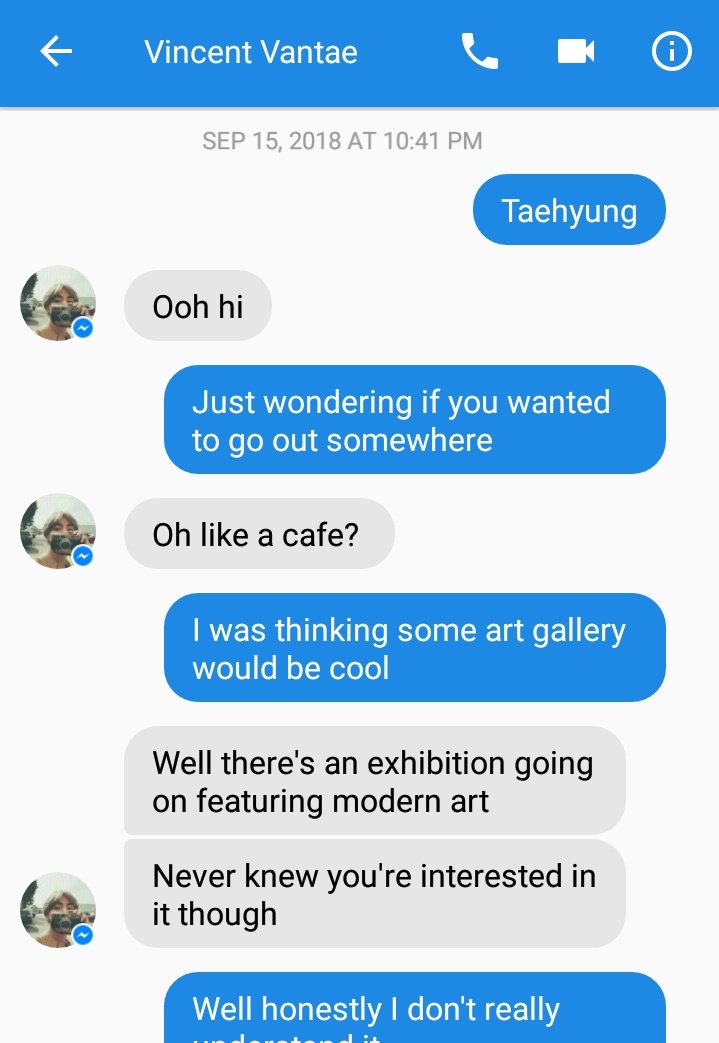 Vincent Vantae
SEP 15, 2018 AT 10:41 PM
Taehyung
Ooh hi
Just wondering if you wanted
to go out somewhere
Oh like a cafe?
I was thinking some art gallery
would be cool
Well there's an exhibition going
on featuring modern art
Never knew you're interested in
it though
Well honestly I don't really
understand it